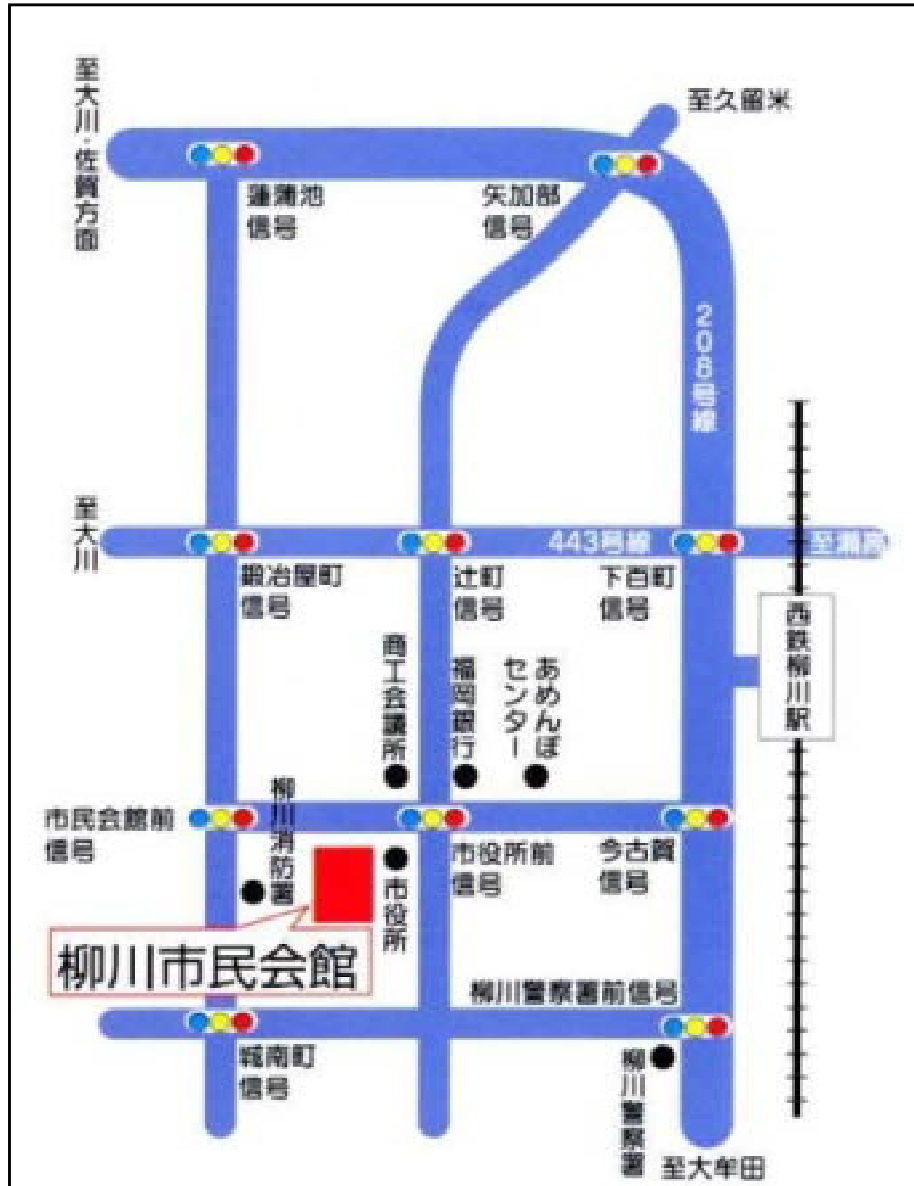 至大川・佐賀方面
至久留米
蓮蒲池
信号
矢加部
信号
208号線
至大川
443号線
至瀬高
鍛冶屋町
信号
辻町
信号
下百町
信号
西鉄柳川駅
商工会議所
福岡銀行
あめんぼ
センター
市民会館前
信号
柳川消防署
市役所
市役所前
信号
今古賀
信号
柳川市民会館
柳川警察署前信号
城南町
信号
柳川警察署
至大牟田